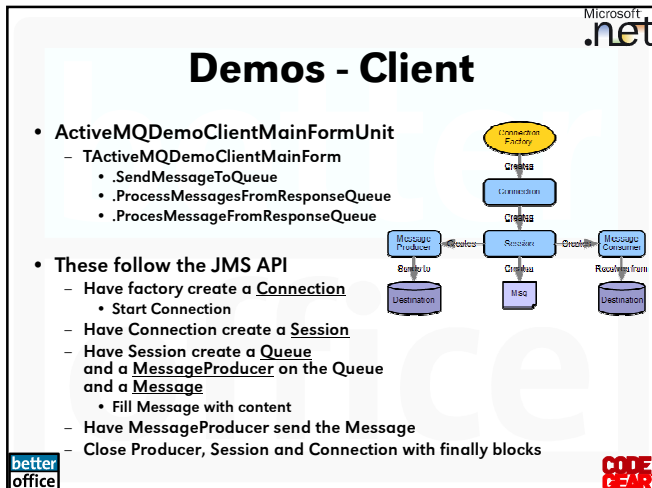 Microsoft
.net
Demos - Client
• ActiveMQDemoClientMainFormUnit
– TActiveMQDemoClientMainForm
• .SendMessageToQueue
• .ProcessMessagesFromResponseQueue
• .ProcesMessageFromResponseQueue
• These follow the JMS API
– Have factory create a Connection
• Start Connection
– Have Connection create a Session
– Have Session create a Queue
and a MessageProducer on the Queue
and a Message
• Fill Message with content
– Have MessageProducer send the Message
– Close Producer, Session and Connection with finally blocks
Connection
Factory
Creates
Connection
Creates
Message
Producer
Creates
Session
Creates
Message
Consumer
Sends to
Creates
Receives from
Destination
Msg
Destination
better
office
CODE
GEAR